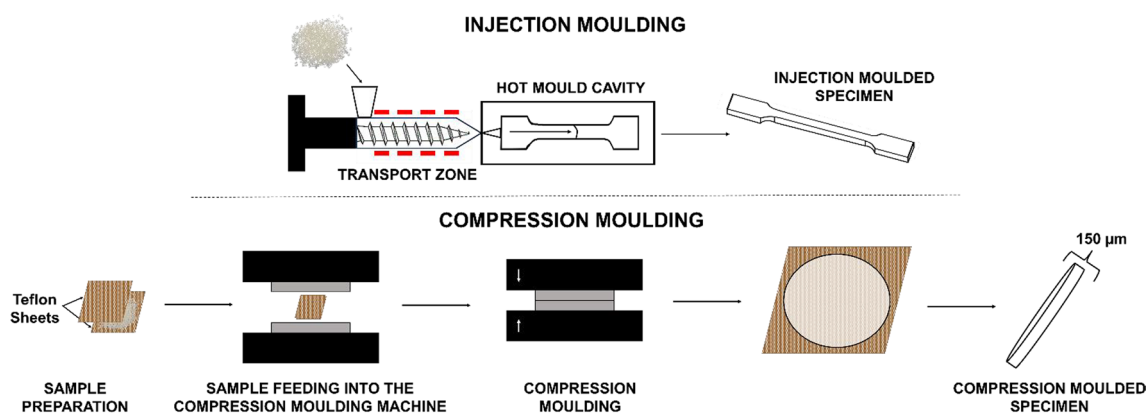 INJECTION MOULDING
HOT MOULD CAVITY
INJECTION MOULDED
SPECIMEN
TRANSPORT ZONE
COMPRESSION MOULDING
150 µm
Teflon
Sheets
SAMPLE
PREPARATION
SAMPLE FEEDING INTO THE
COMPRESSION MOULDING MACHINE
COMPRESSION
MOULDING
COMPRESSION MOULDED
SPECIMEN